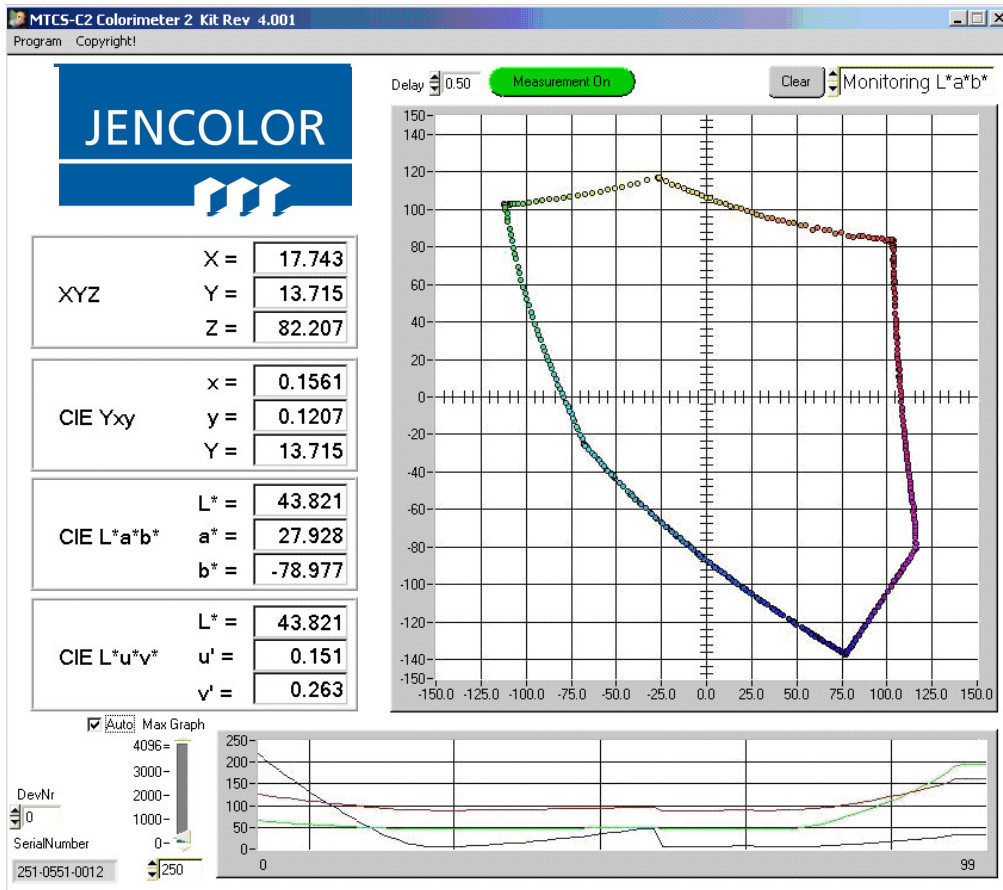 MTCS-C2 Colorimeter 2 Kit Rev 4.001
Program Copyright!
JENCOLOR
Delay 0.50 Measurement On Clear Monitoring L*a*b*
XYZ
X = 17.743
Y = 13.715
Z = 82.207
CIE Yxy
x = 0.1561
y = 0.1207
Y = 13.715
CIE L*a*b*
L* = 43.821
a* = 27.928
b* = -78.977
CIE L*u*v*
L* = 43.821
u' = 0.151
v' = 0.263
150
140
120
100
80
60
40
20
0
-20
-40
-60
-80
-100
-120
-140
-150
-150.0 -125.0 -100.0 -75.0 -50.0 -25.0 0.0 25.0 50.0 75.0 100.0 125.0 150.0
Auto Max Graph
4096
3000
2000
1000
0
250
DevNr
0
SerialNumber
251-0551-0012
250
200
150
100
50
0
0 99